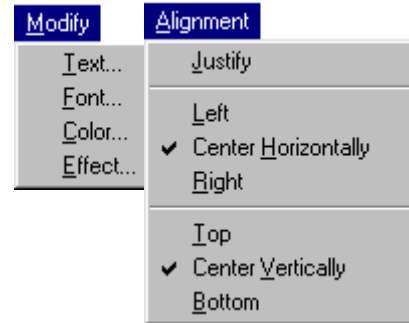 Modify
Text...
Font...
Color...
Effect...
Alignment
Justify
Left
Center Horizontally
Right
Top
Center Vertically
Bottom